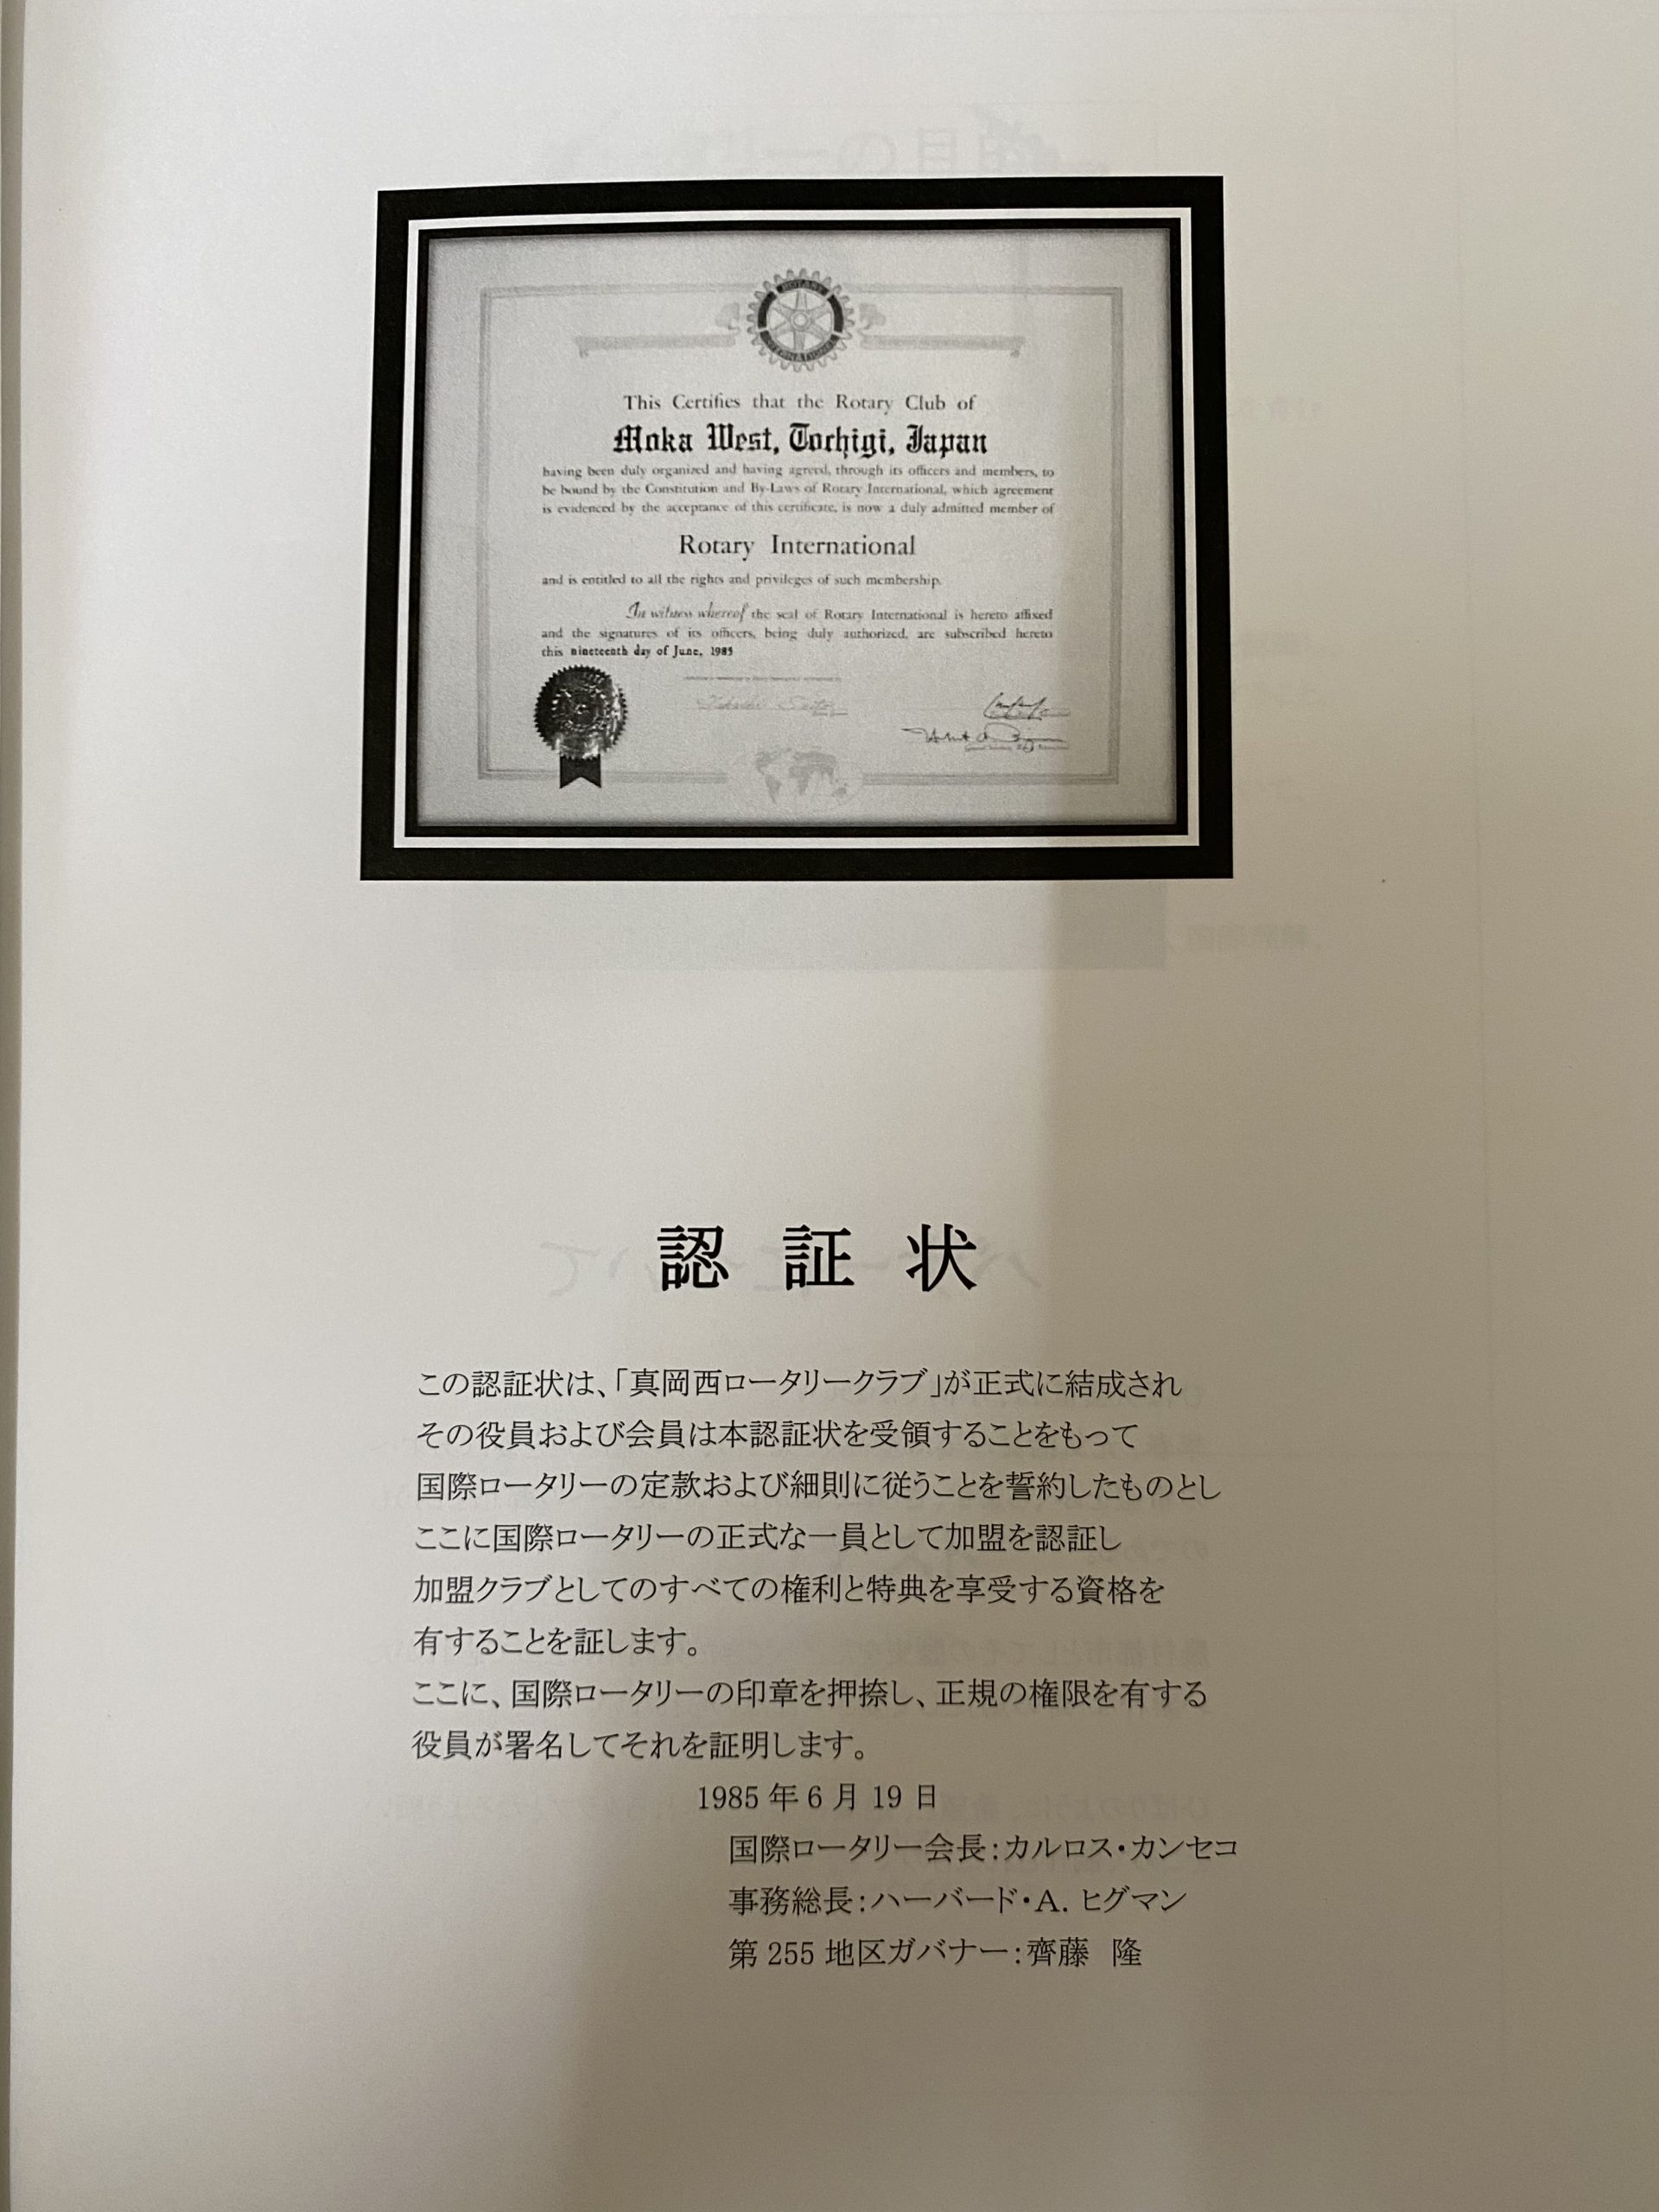 ROTARY
INTERNATIONAL
This Certifies that the Rotary Club of
Moka West, Tochigi, Japan
having been duly organized and having agreed, through its officers and members, to
be bound by the Constitution and By-Laws of Rotary International, which agreement
is evidenced by the acceptance of this certificate, is now a duly admitted member of
Rotary International
and is entitled to all the rights and privileges of such membership.
In witness whereof the seal of Rotary International is hereto affixed
and the signatures of its officers, being duly authorized, are subscribed hereto
this nineteenth day of June, 1985
Takashi Saito
認証状
この認証状は、「真岡西ロータリークラブ」が正式に結成され
その役員および会員は本認証状を受領することをもって
国際ロータリーの定款および細則に従うことを誓約したものとし
ここに国際ロータリーの正式な一員として加盟を認証し
加盟クラブとしてのすべての権利と特典を享受する資格を
有することを証します。
ここに、国際ロータリーの印章を押捺し、正規の権限を有する
役員が署名してそれを証明します。
1985 年 6 月 19 日
国際ロータリー会長：カルロス・カンセコ
事務総長：ハーバード・A. ヒグマン
第 255 地区ガバナー：齊藤　隆